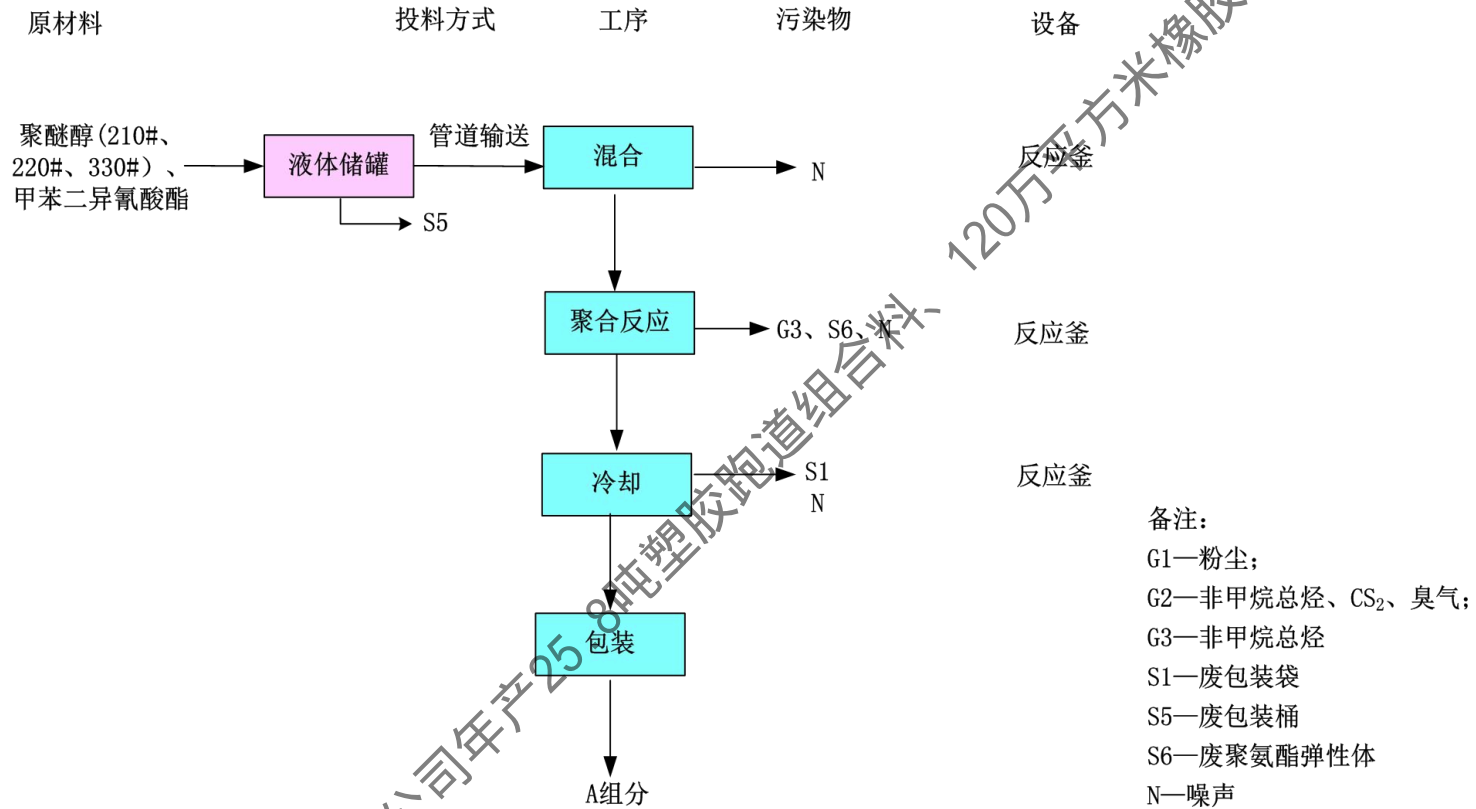 原材料
投料方式
工序
污染物
设备
聚醚醇(210#、
220#、330#)、
甲苯二异氰酸酯
液体储罐
管道输送
混合
N
反应釜
S5
聚合反应
G3、S6、N
反应釜
冷却
S1
N
反应釜
包装
A组分
备注:
G1—粉尘;
G2—非甲烷总烃、CS₂、臭气;
G3—非甲烷总烃
S1—废包装袋
S5—废包装桶
S6—废聚氨酯弹性体
N—噪声
公司年产25.8吨塑胶跑道组合料、120万平方米橡胶